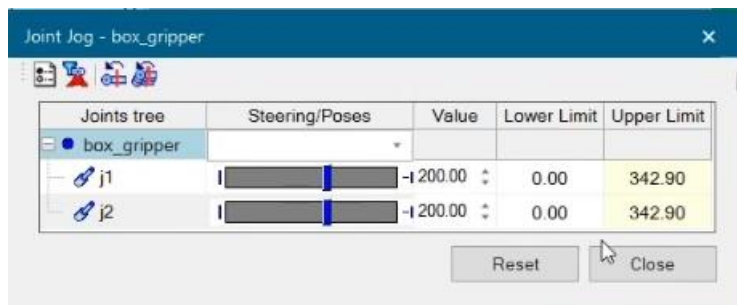 Joint Jog - box_gripper
Joints tree Steering/Poses Value Lower Limit Upper Limit
box_gripper
j1 200.00 0.00 342.90
j2 200.00 0.00 342.90
Reset Close